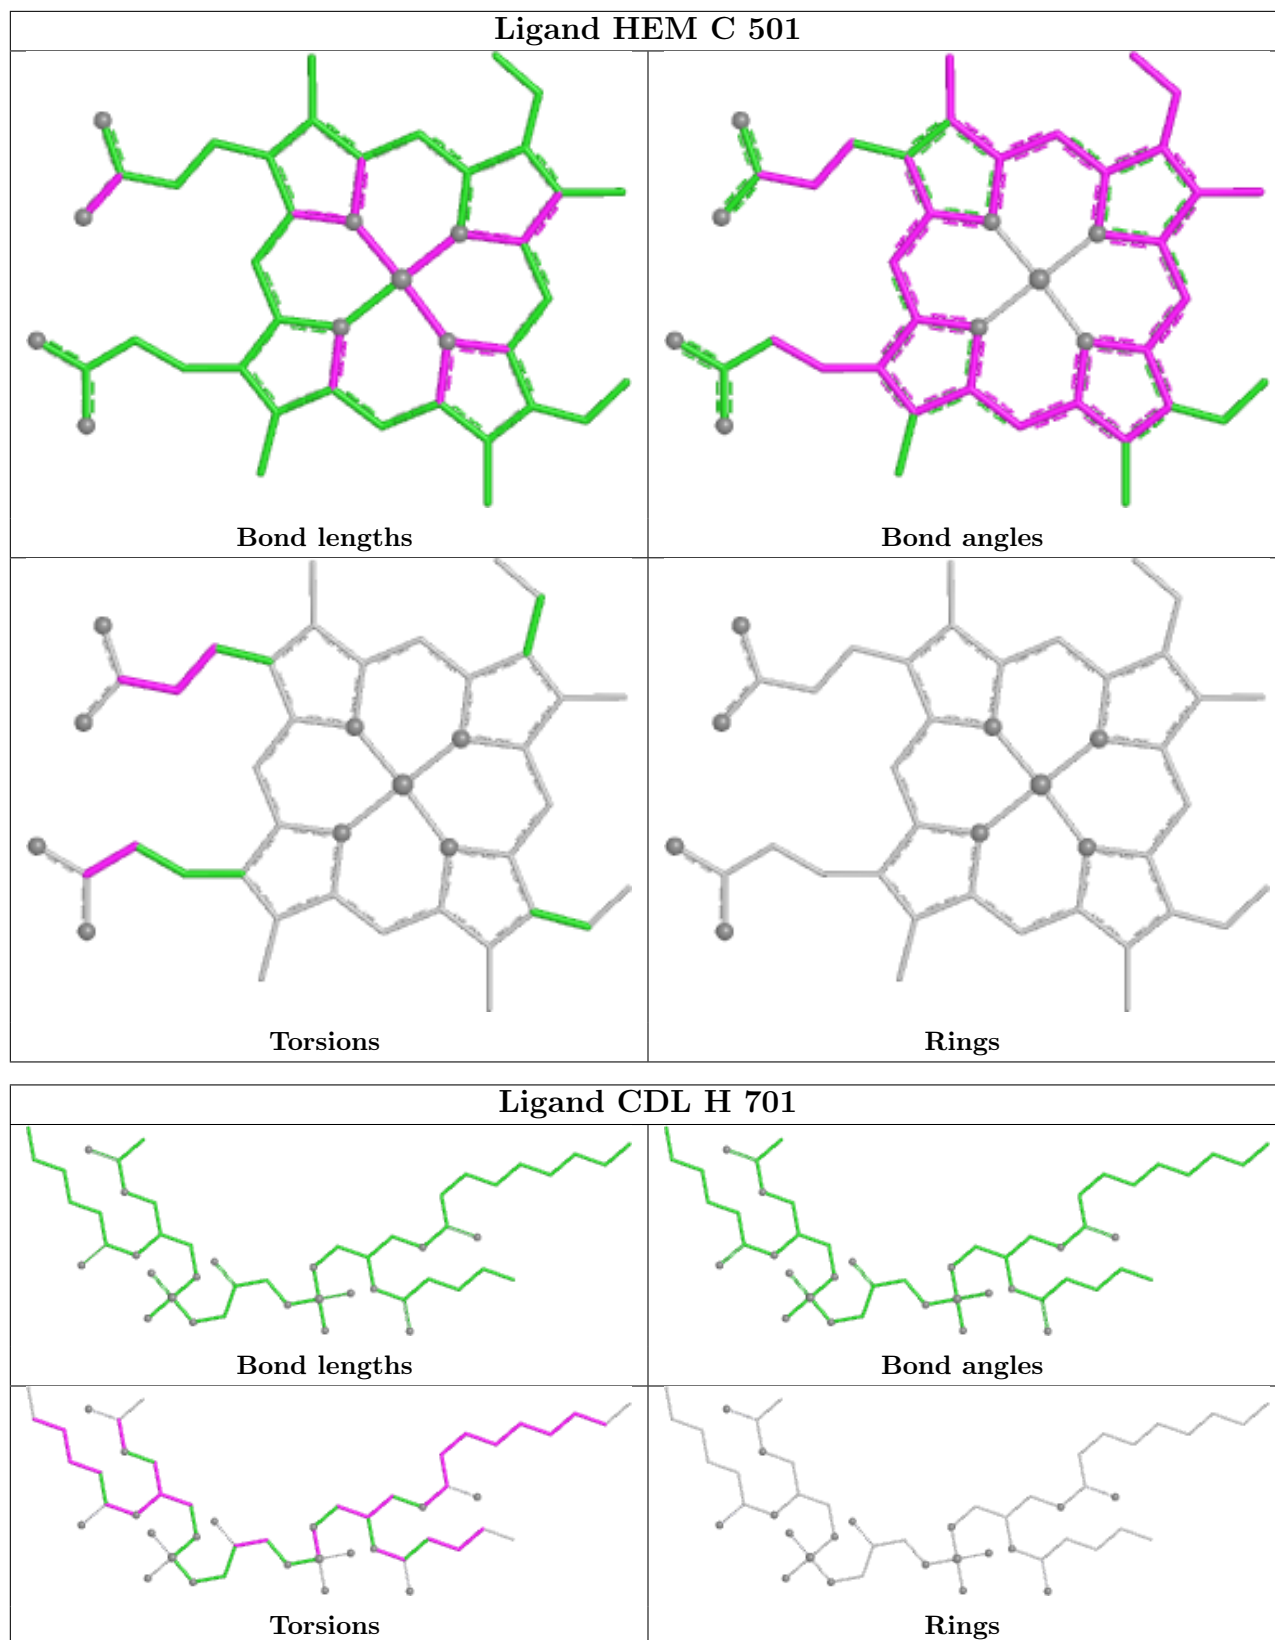 Ligand HEM C 501
Bond lengths
Bond angles
Torsions
Rings
Ligand CDL H 701
Bond lengths
Bond angles
Torsions
Rings